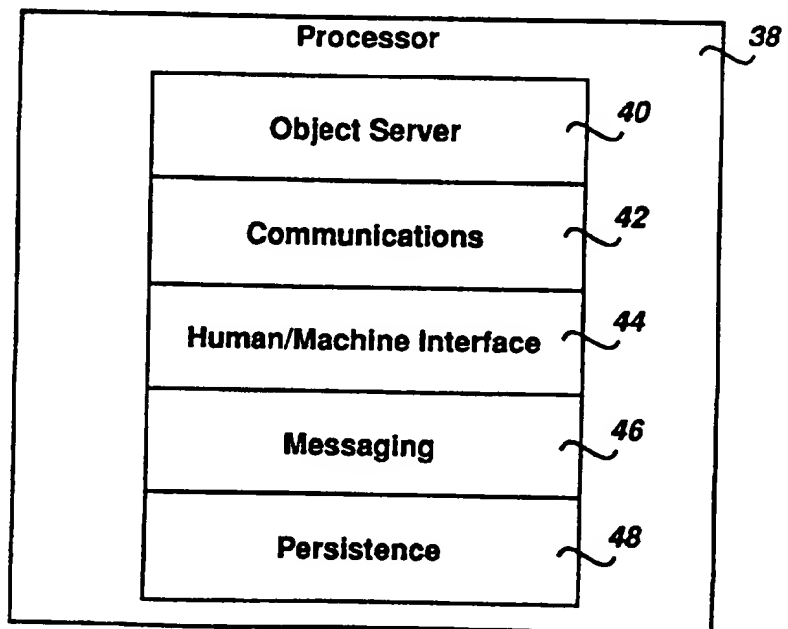 Processor 38
Object Server 40
Communications 42
Human/Machine Interface 44
Messaging 46
Persistence 48